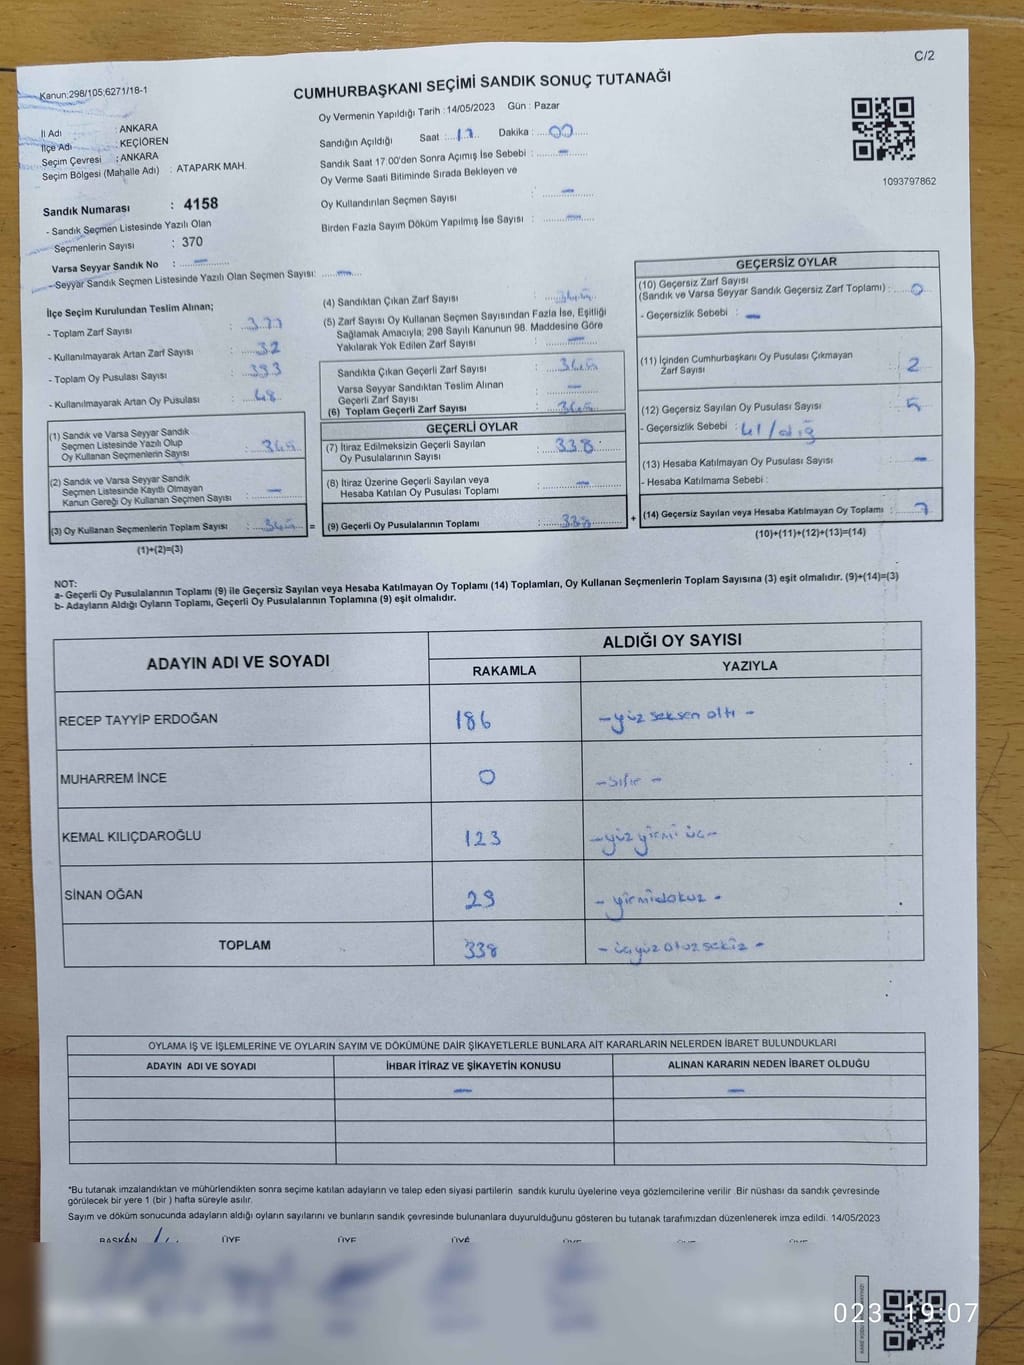 C/2
Kanun:298/105;6271/18-1
CUMHURBAŞKANI SEÇİMİ SANDIK SONUÇ TUTANAĞI
Oy Vermenin Yapıldığı Tarih : 14/05/2023 Gün : Pazar
İl Adı : ANKARA
İlçe Adı : KEÇİÖREN
Seçim Çevresi : ANKARA
Seçim Bölgesi (Mahalle Adı) : ATAPARK MAH.
Sandığın Açıldığı Saat : 17 Dakika : 00
Sandık Saat 17.00'den Sonra Açımış İse Sebebi : —
Oy Verme Saati Bitiminde Sırada Bekleyen ve
Oy Kullandırılan Seçmen Sayısı : —
Birden Fazla Sayım Döküm Yapılmış İse Sayısı : —
1093797862
Sandık Numarası : 4158
- Sandık Seçmen Listesinde Yazılı Olan
Seçmenlerin Sayısı : 370
Varsa Seyyar Sandık No : —
- Seyyar Sandık Seçmen Listesinde Yazılı Olan Seçmen Sayısı: —
İlçe Seçim Kurulundan Teslim Alınan;
- Toplam Zarf Sayısı :
- Kullanılmayarak Artan Zarf Sayısı : 32
- Toplam Oy Pusulası Sayısı : 393
- Kullanılmayarak Artan Oy Pusulası : 48
(1) Sandık ve Varsa Seyyar Sandık
Seçmen Listesinde Yazılı Olup
Oy Kullanan Seçmenlerin Sayısı : 345
(2) Sandık ve Varsa Seyyar Sandık
Seçmen Listesinde Kayıtlı Olmayan
Kanun Gereği Oy Kullanan Seçmen Sayısı : —
(3) Oy Kullanan Seçmenlerin Toplam Sayısı : 345 =
(1)+(2)=(3)
(4) Sandıktan Çıkan Zarf Sayısı : 345
(5) Zarf Sayısı Oy Kullanan Seçmen Sayısından Fazla İse, Eşitliği
Sağlamak Amacıyla; 298 Sayılı Kanunun 98. Maddesine Göre
Yakılarak Yok Edilen Zarf Sayısı : —
Sandıkta Çıkan Geçerli Zarf Sayısı : 345
Varsa Seyyar Sandıktan Teslim Alınan
Geçerli Zarf Sayısı : —
(6) Toplam Geçerli Zarf Sayısı : 345
GEÇERLİ OYLAR
(7) İtiraz Edilmeksizin Geçerli Sayılan
Oy Pusulalarının Sayısı : 338
(8) İtiraz Üzerine Geçerli Sayılan veya
Hesaba Katılan Oy Pusulası Toplamı : —
(9) Geçerli Oy Pusulalarının Toplamı : 338 +
GEÇERSİZ OYLAR
(10) Geçersiz Zarf Sayısı
(Sandık ve Varsa Seyyar Sandık Geçersiz Zarf Toplamı) : 0
- Geçersizlik Sebebi : —
(11) İçinden Cumhurbaşkanı Oy Pusulası Çıkmayan
Zarf Sayısı : 2
(12) Geçersiz Sayılan Oy Pusulası Sayısı : 5
- Geçersizlik Sebebi :
(13) Hesaba Katılmayan Oy Pusulası Sayısı : —
- Hesaba Katılmama Sebebi :
(14) Geçersiz Sayılan veya Hesaba Katılmayan Oy Toplamı : 7
(10)+(11)+(12)+(13)=(14)
NOT:
a- Geçerli Oy Pusulalarının Toplamı (9) ile Geçersiz Sayılan veya Hesaba Katılmayan Oy Toplamı (14) Toplamları, Oy Kullanan Seçmenlerin Toplam Sayısına (3) eşit olmalıdır. (9)+(14)=(3)
b- Adayların Aldığı Oyların Toplamı, Geçerli Oy Pusulalarının Toplamına (9) eşit olmalıdır.
ADAYIN ADI VE SOYADI
ALDIĞI OY SAYISI
RAKAMLA YAZIYLA
RECEP TAYYİP ERDOĞAN 186 - yüz seksen altı -
MUHARREM İNCE 0 - Sıfır -
KEMAL KILIÇDAROĞLU 123 - yüz yirmi üç -
SİNAN OĞAN 29 - yirmidokuz -
TOPLAM 338 - üçyüzotuzsekiz -
OYLAMA İŞ VE İŞLEMLERİNE VE OYLARIN SAYIM VE DÖKÜMÜNE DAİR ŞİKAYETLERLE BUNLARA AİT KARARLARIN NELERDEN İBARET BULUNDUKLARI
ADAYIN ADI VE SOYADI İHBAR İTİRAZ VE ŞİKAYETİN KONUSU ALINAN KARARIN NEDEN İBARET OLDUĞU
— —
*Bu tutanak imzalandıktan ve mühürlendikten sonra seçime katılan adayların ve talep eden siyasi partilerin sandık kurulu üyelerine veya gözlemcilerine verilir Bir nüshası da sandık çevresinde
görülecek bir yere 1 (bir ) hafta süreyle asılır.
Sayım ve döküm sonucunda adayların aldığı oyların sayılarını ve bunların sandık çevresinde bulunanlara duyurulduğunu gösteren bu tutanak tarafımızdan düzenlenerek imza edildi. 14/05/2023
BAŞKAN ÜYE ÜYE ÜYE ÜYE ÜYE ÜYE
023 19:07